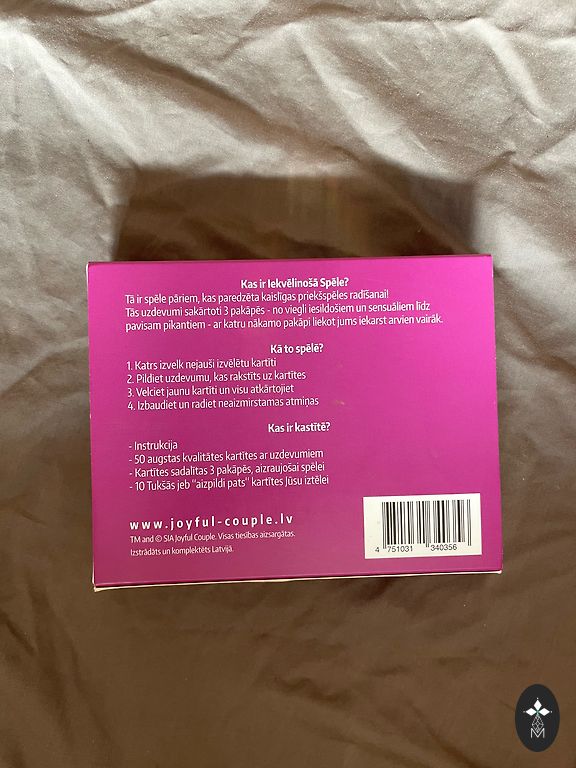 Kas ir Iekvēlinošā Spēle?
Tā ir spēle pāriem, kas paredzēta kaislīgas priekšspēles radīšanai!
Tās uzdevumi sakārtoti 3 pakāpēs - no viegli iesildošiem un sensuāliem līdz
pavisam pikantiem - ar katru nākamo pakāpi liekot jums iekarst arvien vairāk.
Kā to spēlē?
1. Katrs izvelk nejauši izvēlētu kartīti
2. Pildiet uzdevumu, kas rakstīts uz kartītes
3. Velciet jaunu kartīti un visu atkārtojiet
4. Izbaudiet un radiet neaizmirstamas atmiņas
Kas ir kastītē?
- Instrukcija
- 50 augstas kvalitātes kartītes ar uzdevumiem
- Kartītes sadalītas 3 pakāpēs, aizraujošai spēlei
- 10 Tukšās jeb "aizpildi pats" kartītes Jūsu iztēlei
www.joyful-couple.lv
TM and © SIA Joyful Couple. Visas tiesības aizsargātas.
Izstrādāts un komplektēts Latvijā.
4 751031 340356
M